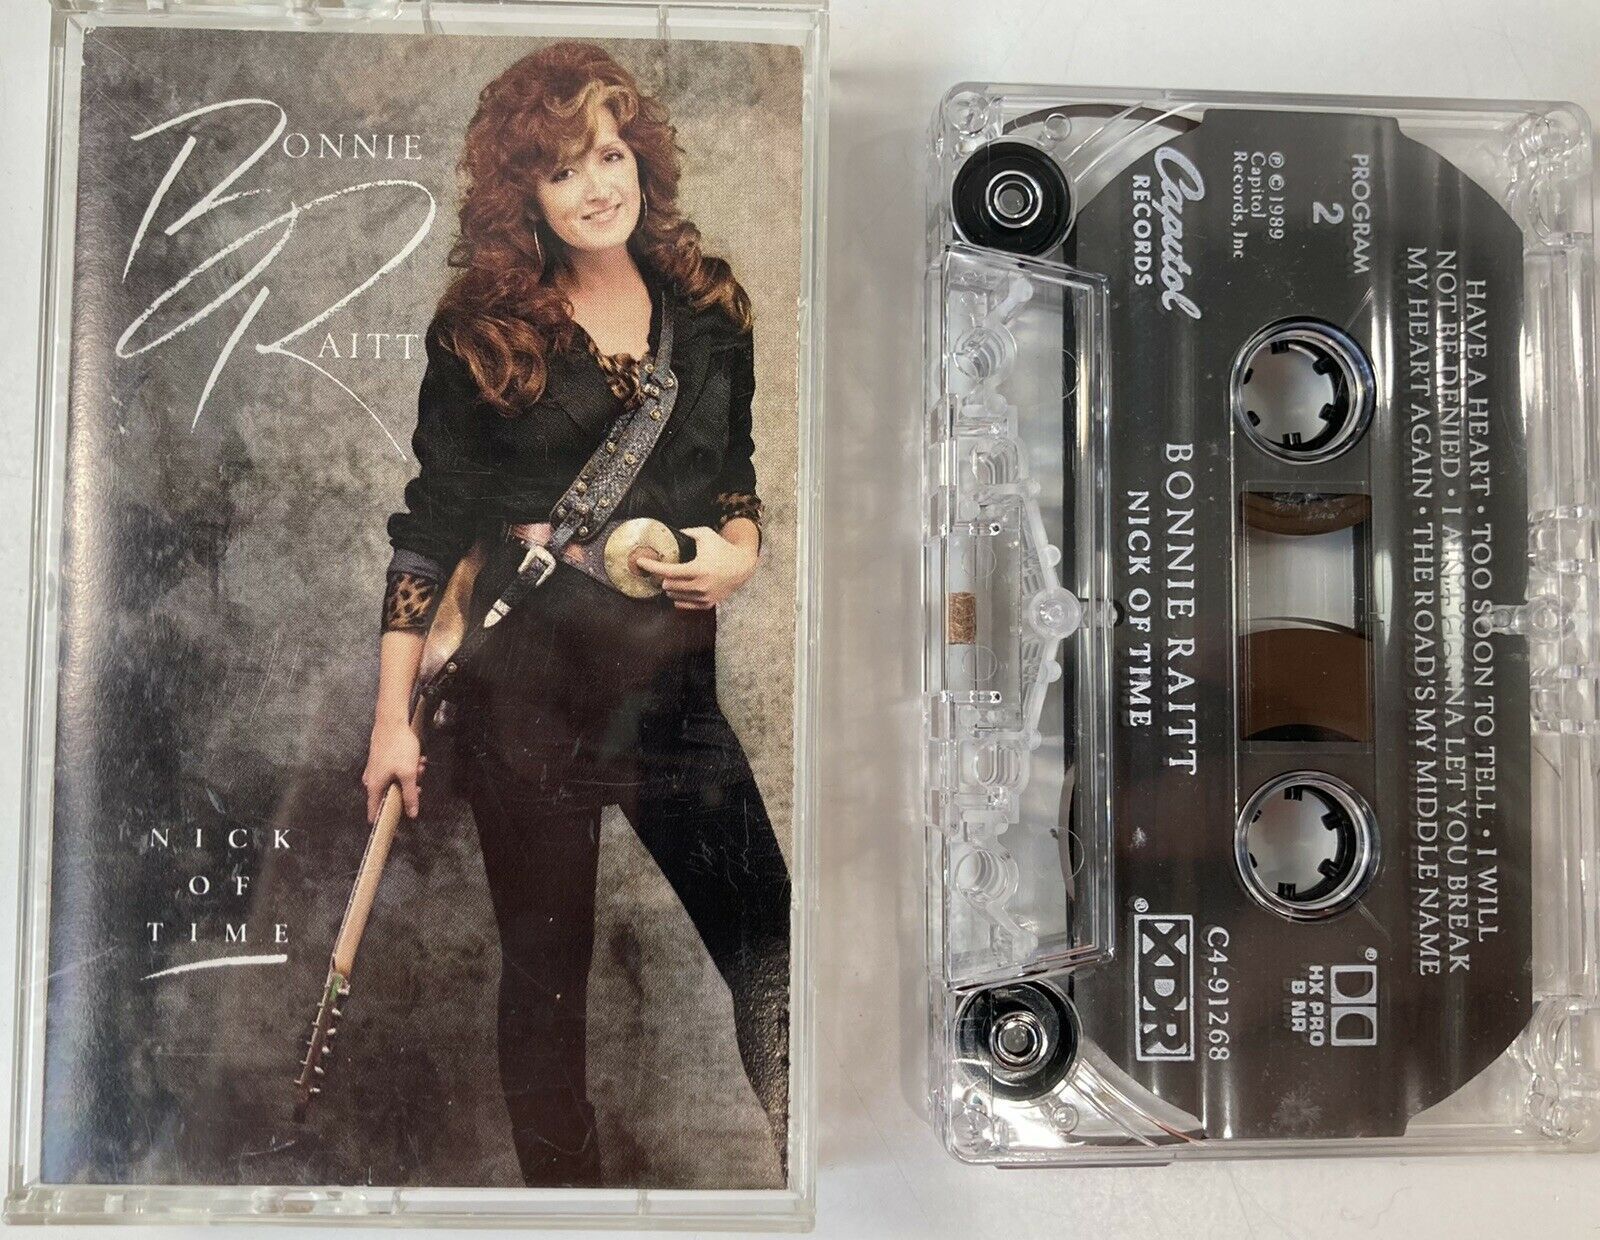 BONNIE
RAITT
NICK
OF
TIME
Capitol
RECORDS
℗ © 1989
Capitol
Records, Inc
PROGRAM
2
HAVE A HEART • TOO SOON TO TELL • I WILL
NOT BE DENIED • I AIN'T GONNA LET YOU BREAK
MY HEART AGAIN • THE ROAD'S MY MIDDLE NAME
BONNIE RAITT
NICK OF TIME
XDR®
C4-91268
®
HX PRO
B NR